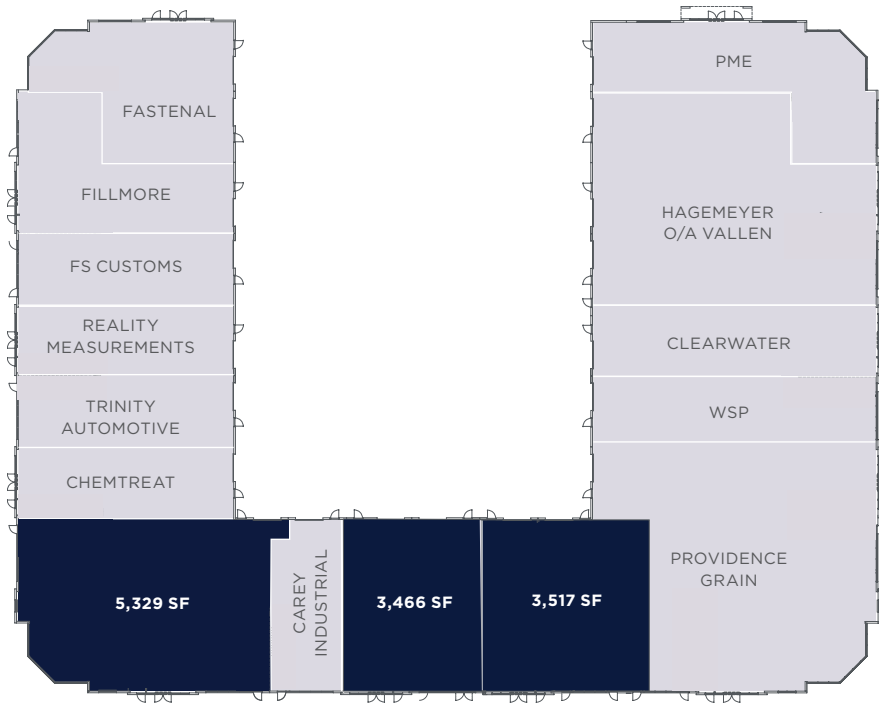 PME
FASTENAL
FILLMORE
HAGEMEYER
O/A VALLEN
FS CUSTOMS
REALITY
MEASUREMENTS
CLEARWATER
TRINITY
AUTOMOTIVE
WSP
CHEMTREAT
PROVIDENCE
GRAIN
5,329 SF
CAREY
INDUSTRIAL
3,466 SF
3,517 SF